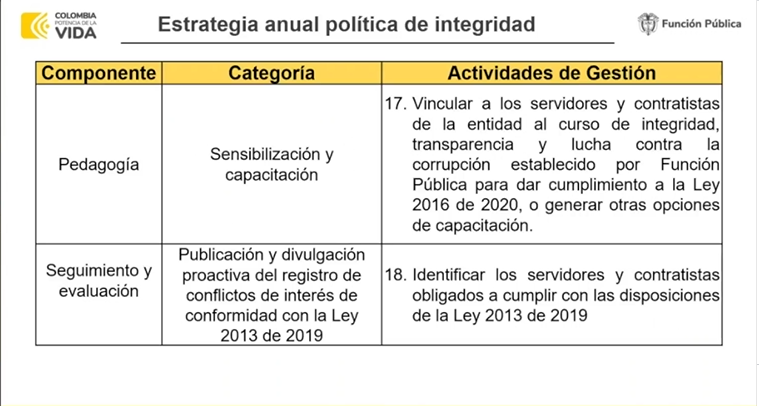 COLOMBIA
POTENCIA DE LA
VIDA
Estrategia anual política de integridad
Función Pública
Componente
Categoría
Actividades de Gestión
Pedagogía
Sensibilización y
capacitación
17. Vincular a los servidores y contratistas
de la entidad al curso de integridad,
transparencia y lucha contra la
corrupción establecido por Función
Pública para dar cumplimiento a la Ley
2016 de 2020, o generar otras opciones
de capacitación.
Seguimiento y
evaluación
Publicación y divulgación
proactiva del registro de
conflictos de interés de
conformidad con la Ley
2013 de 2019
18. Identificar los servidores y contratistas
obligados a cumplir con las disposiciones
de la Ley 2013 de 2019